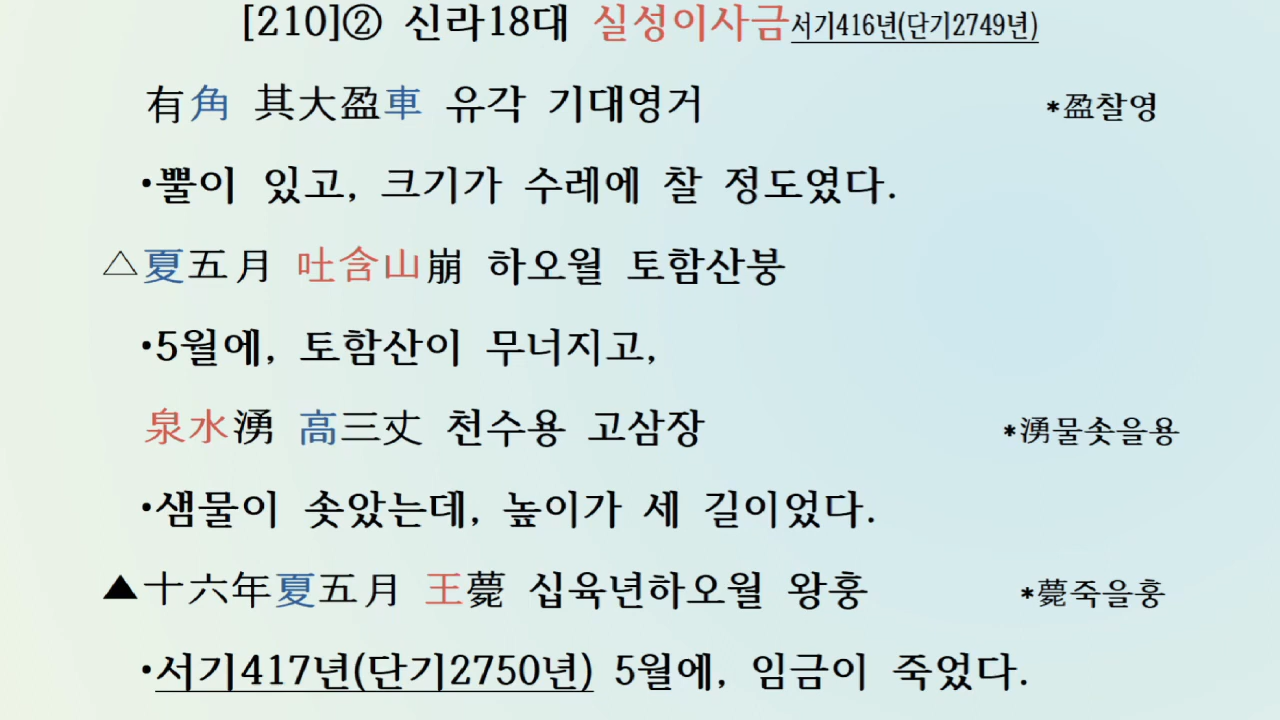 [210]② 신라18대 실성이사금서기416년(단기2749년)
有角 其大盈車 유각 기대영거 *盈찰영
·뿔이 있고, 크기가 수레에 찰 정도였다.
△夏五月 吐含山崩 하오월 토함산붕
·5월에, 토함산이 무너지고,
泉水湧 高三丈 천수용 고삼장 *湧물솟을용
·샘물이 솟았는데, 높이가 세 길이었다.
▲十六年夏五月 王薨 십육년하오월 왕훙 *薨죽을훙
·서기417년(단기2750년) 5월에, 임금이 죽었다.